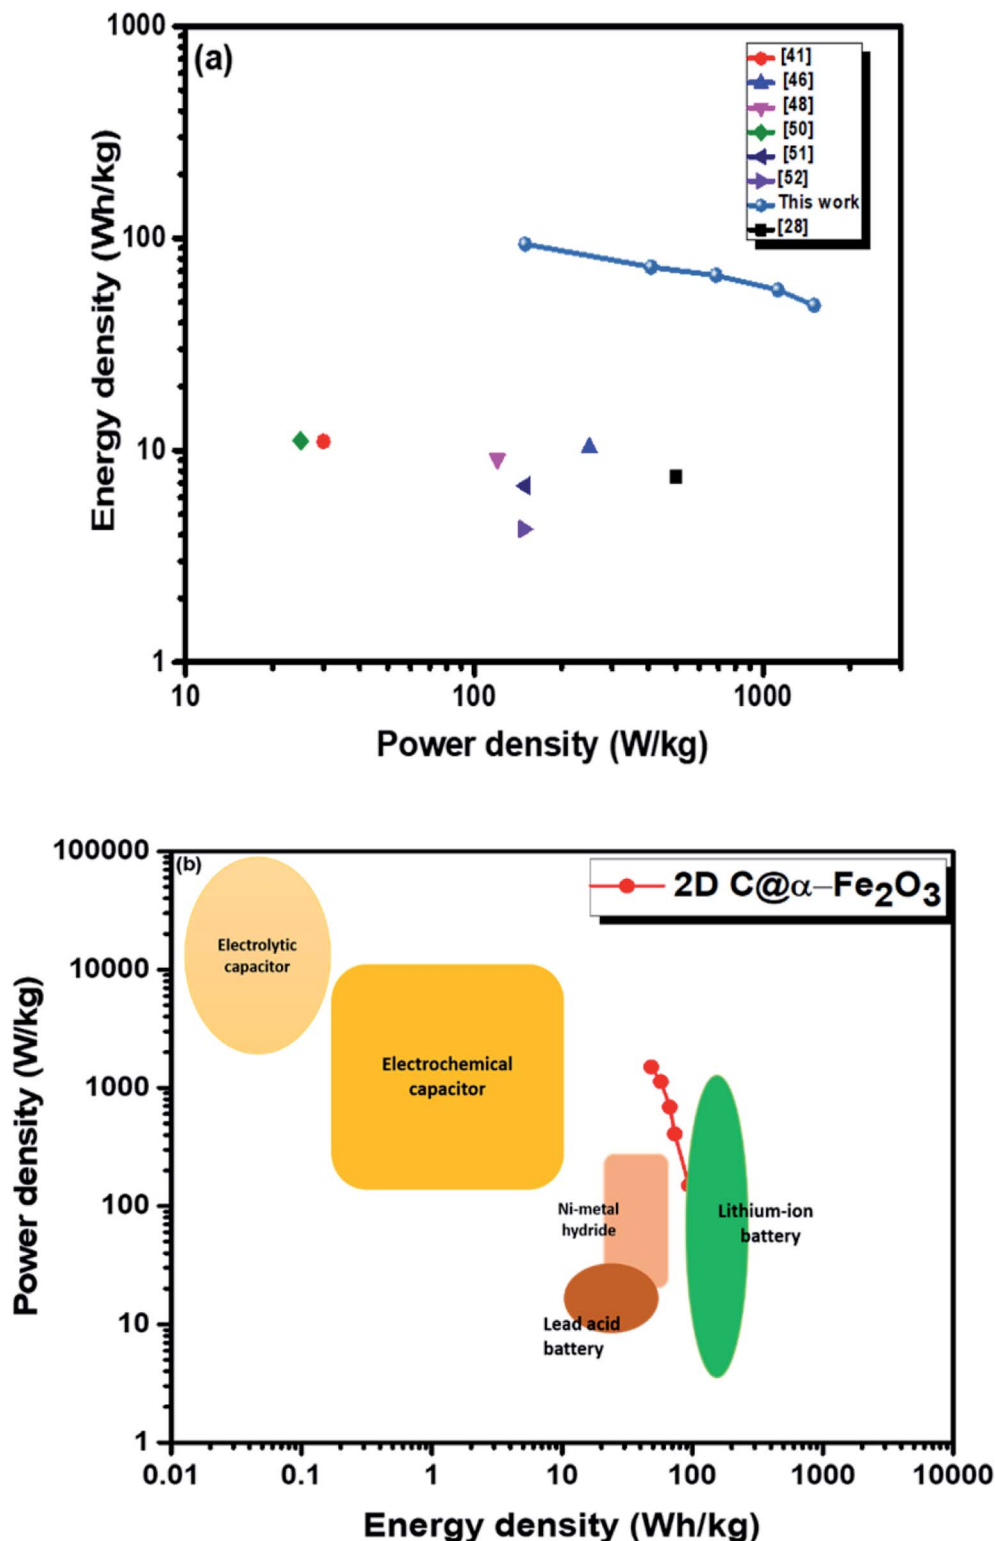 (a)
1000
100
10
1
Energy density (Wh/kg)
[41]
[46]
[48]
[50]
[51]
[52]
This work
[28]
10
100
1000
Power density (W/kg)
(b)
100000
10000
1000
100
10
1
Power density (W/kg)
2D C@α–Fe₂O₃
Electrolytic
capacitor
Electrochemical
capacitor
Ni-metal
hydride
Lithium-ion
battery
Lead acid
battery
0.01
0.1
1
10
100
1000
10000
Energy density (Wh/kg)